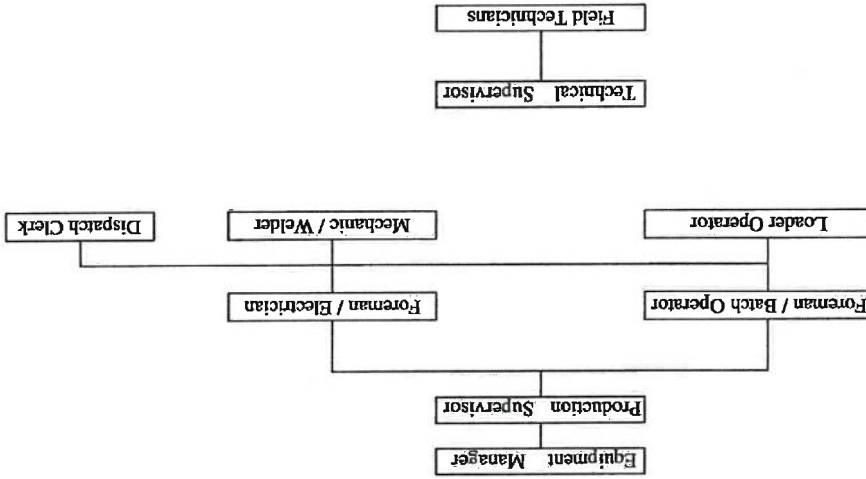 Equipment Manager
Production Supervisor
Foreman / Batch Operator
Foreman / Electrician
Loader Operator
Mechanic / Welder
Dispatch Clerk
Technical Supervisor
Field Technicians